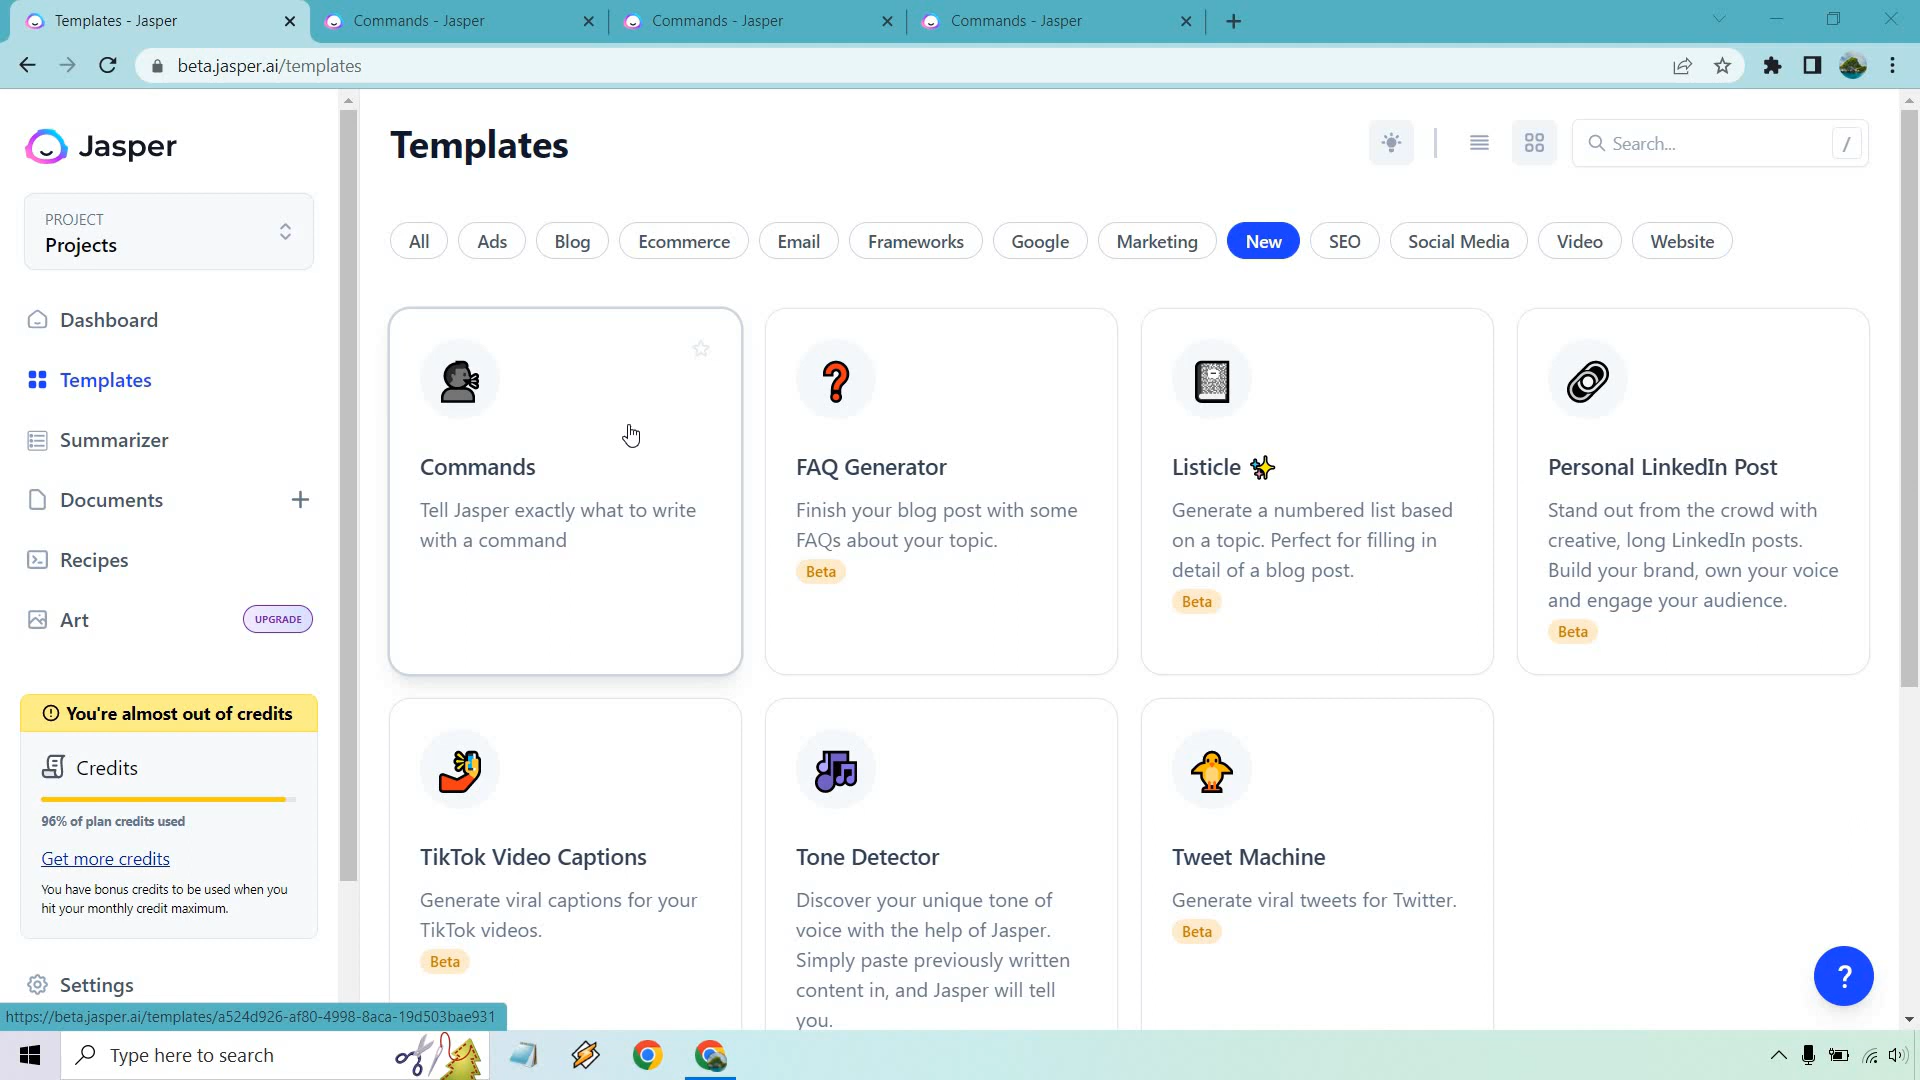 Templates - Jasper
Commands - Jasper
Commands - Jasper
Commands - Jasper
beta.jasper.ai/templates
Jasper
PROJECT
Projects
Dashboard
Templates
Summarizer
Documents
Recipes
Art
UPGRADE
You're almost out of credits
Credits
96% of plan credits used
Get more credits
You have bonus credits to be used when you
hit your monthly credit maximum.
Settings
Templates
Search...
/
All
Ads
Blog
Ecommerce
Email
Frameworks
Google
Marketing
New
SEO
Social Media
Video
Website
Commands
Tell Jasper exactly what to write
with a command
FAQ Generator
Finish your blog post with some
FAQs about your topic.
Beta
Listicle ✨
Generate a numbered list based
on a topic. Perfect for filling in
detail of a blog post.
Beta
Personal LinkedIn Post
Stand out from the crowd with
creative, long LinkedIn posts.
Build your brand, own your voice
and engage your audience.
Beta
TikTok Video Captions
Generate viral captions for your
TikTok videos.
Beta
Tone Detector
Discover your unique tone of
voice with the help of Jasper.
Simply paste previously written
content in, and Jasper will tell
you.
Tweet Machine
Generate viral tweets for Twitter.
Beta
?
https://beta.jasper.ai/templates/a524d926-af80-4998-8aca-19d503bae931
Type here to search